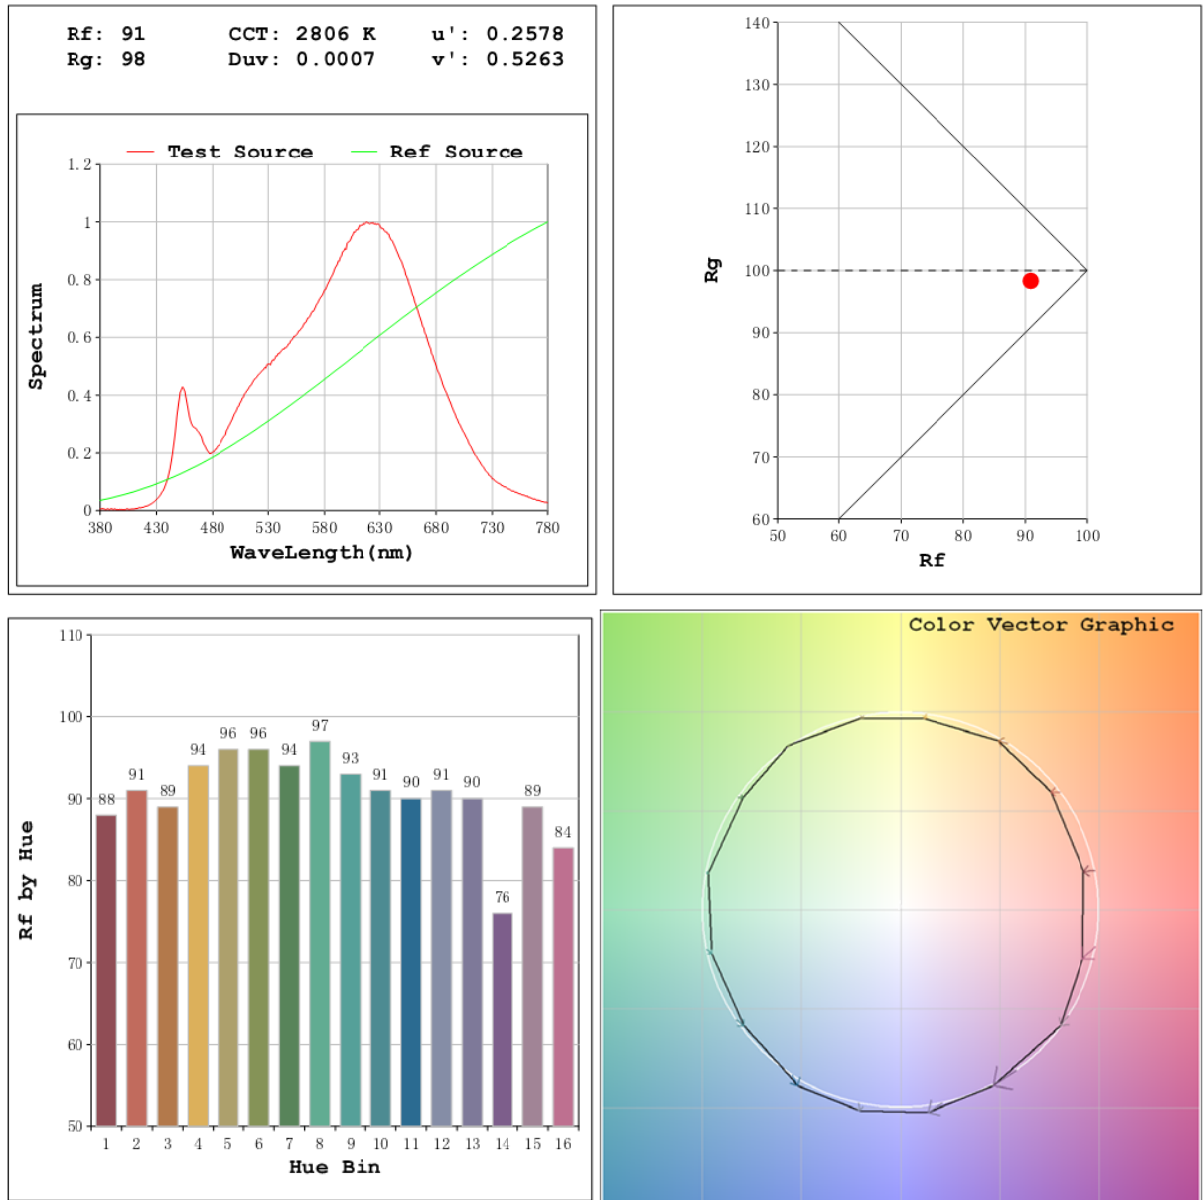 Rf: 91 CCT: 2806 K u': 0.2578
Rg: 98 Duv: 0.0007 v': 0.5263
Test Source Ref Source
1.2
1
0.8
0.6
0.4
0.2
0
380 430 480 530 580 630 680 730 780
Spectrum
WaveLength(nm)
140
130
120
110
100
90
80
70
60
50 60 70 80 90 100
Rg
Rf
110
100
90
80
70
60
50
88 91 89 94 96 96 94 97 93 91 90 91 90 76 89 84
1 2 3 4 5 6 7 8 9 10 11 12 13 14 15 16
Rf by Hue
Hue Bin
Color Vector Graphic